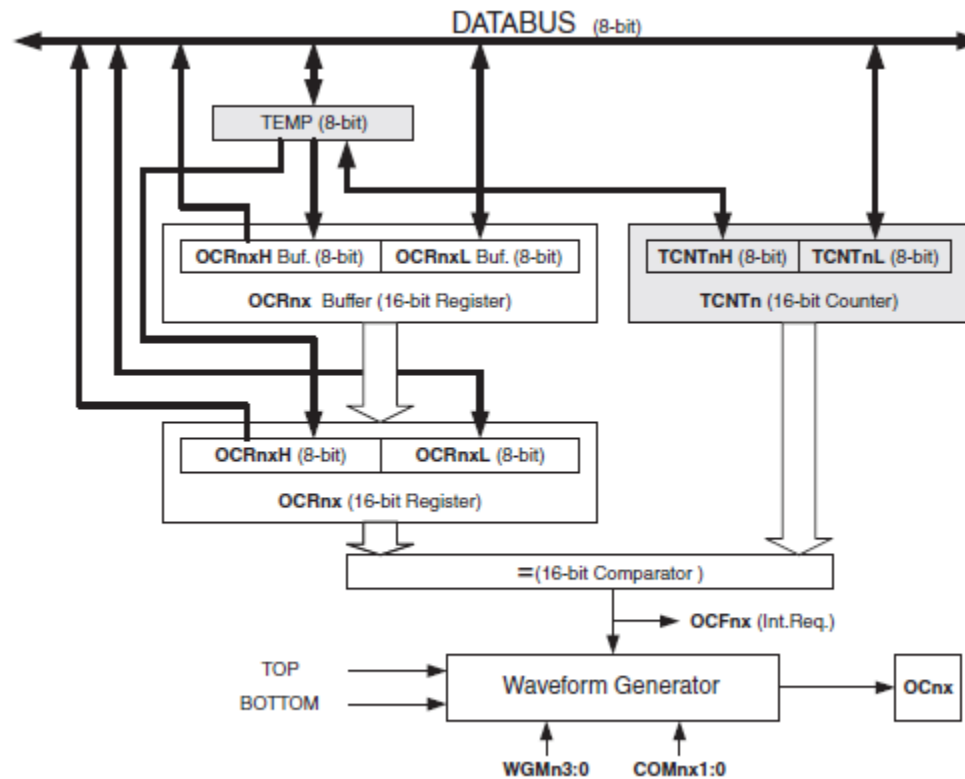 DATABUS (8-bit)
TEMP (8-bit)
OCRnxH Buf. (8-bit) OCRnxL Buf. (8-bit)
OCRnx Buffer (16-bit Register)
TCNTnH (8-bit) TCNTnL (8-bit)
TCNTn (16-bit Counter)
OCRnxH (8-bit) OCRnxL (8-bit)
OCRnx (16-bit Register)
=(16-bit Comparator )
OCFnx (Int.Req.)
TOP
BOTTOM
Waveform Generator
OCnx
WGMn3:0 COMnx1:0